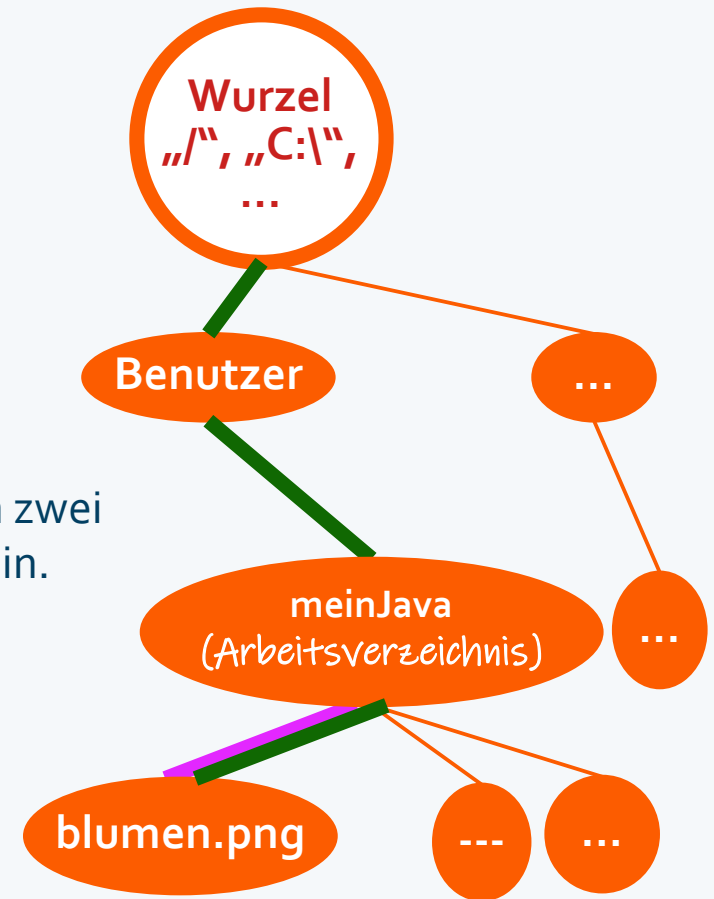 Wurzel
„/“, „C:\“,
...
Benutzer
...
zwei
in.
meinJava
(Arbeitsverzeichnis)
...
blumen.png
---
...